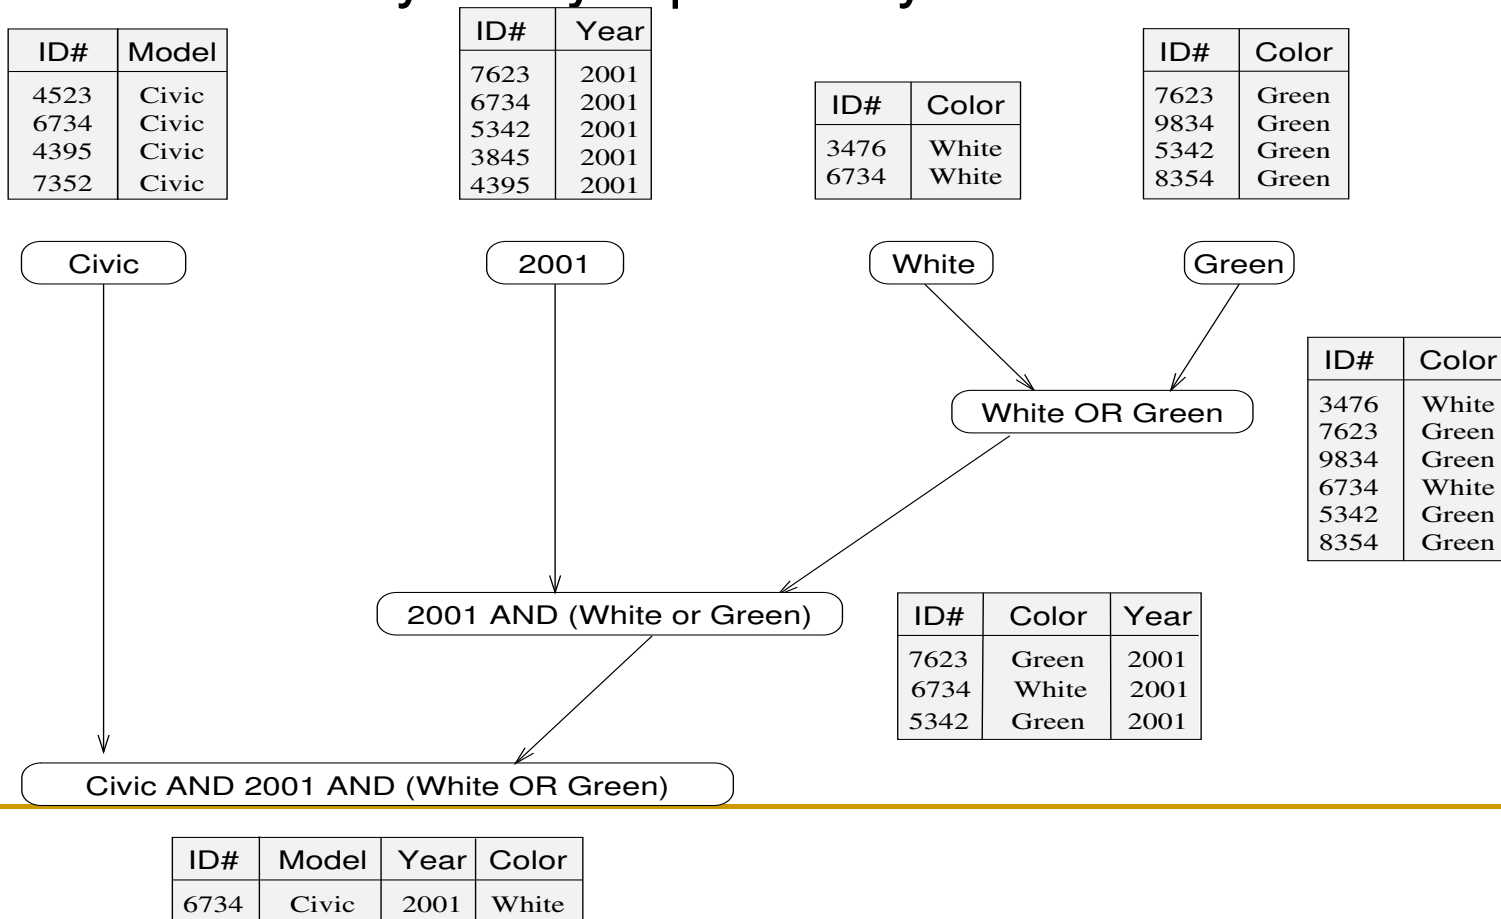 ID# Model
4523 Civic
6734 Civic
4395 Civic
7352 Civic
ID# Year
7623 2001
6734 2001
5342 2001
3845 2001
4395 2001
ID# Color
3476 White
6734 White
ID# Color
7623 Green
9834 Green
5342 Green
8354 Green
Civic
2001
White
Green
White OR Green
ID# Color
3476 White
7623 Green
9834 Green
6734 White
5342 Green
8354 Green
2001 AND (White or Green)
ID# Color Year
7623 Green 2001
6734 White 2001
5342 Green 2001
Civic AND 2001 AND (White OR Green)
ID# Model Year Color
6734 Civic 2001 White